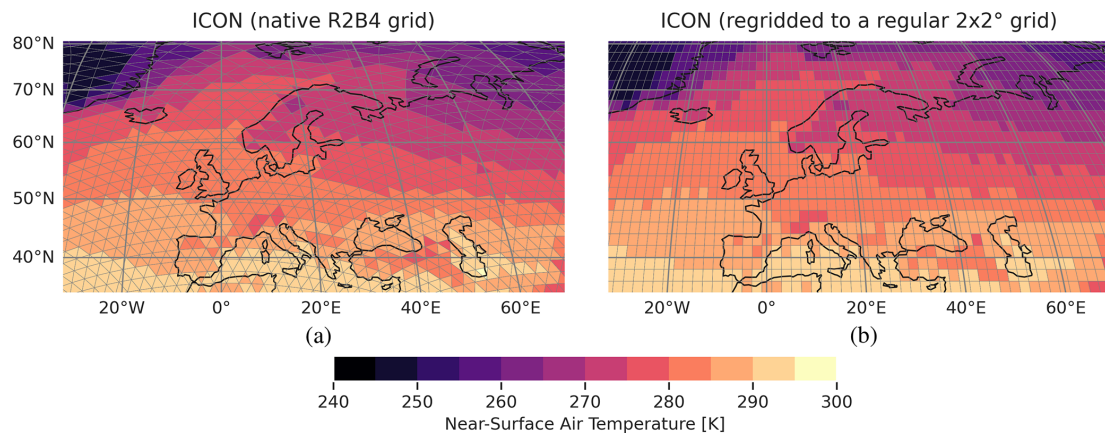 ICON (native R2B4 grid)
ICON (regridded to a regular 2x2° grid)
80°N
70°N
60°N
50°N
40°N
20°W 0° 20°E 40°E 60°E
20°W 0° 20°E 40°E 60°E
(a)
(b)
240 250 260 270 280 290 300
Near-Surface Air Temperature [K]